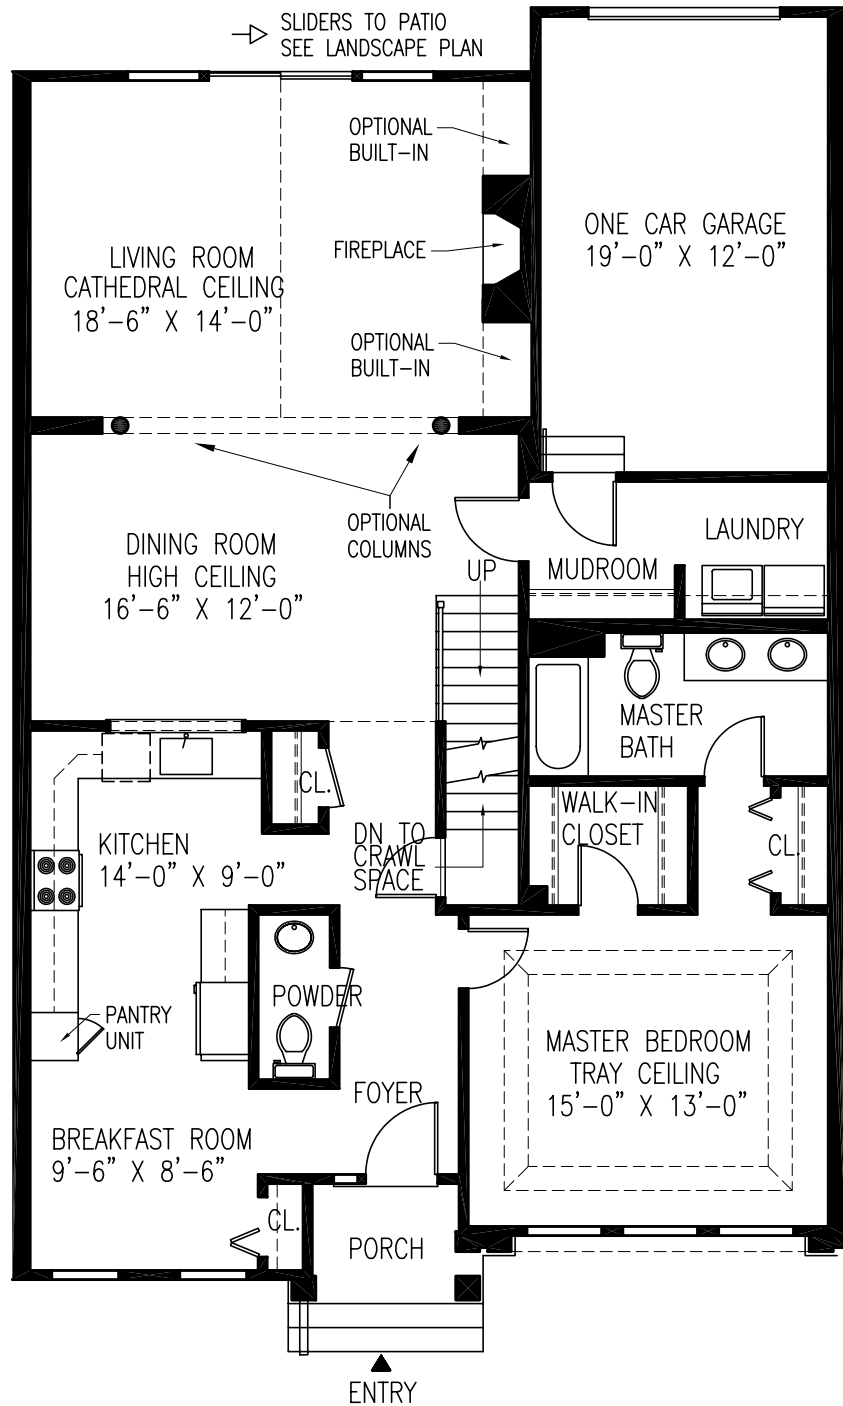 SLIDERS TO PATIO
SEE LANDSCAPE PLAN
OPTIONAL
BUILT-IN
FIREPLACE
LIVING ROOM
CATHEDRAL CEILING
18'-6" X 14'-0"
ONE CAR GARAGE
19'-0" X 12'-0"
OPTIONAL
BUILT-IN
OPTIONAL
COLUMNS
DINING ROOM
HIGH CEILING
16'-6" X 12'-0"
UP
MUDROOM
LAUNDRY
MASTER
BATH
CL.
WALK-IN
CLOSET
CL.
DN TO
CRAWL
SPACE
KITCHEN
14'-0" X 9'-0"
POWDER
PANTRY
UNIT
MASTER BEDROOM
TRAY CEILING
15'-0" X 13'-0"
FOYER
BREAKFAST ROOM
9'-6" X 8'-6"
CL.
PORCH
ENTRY